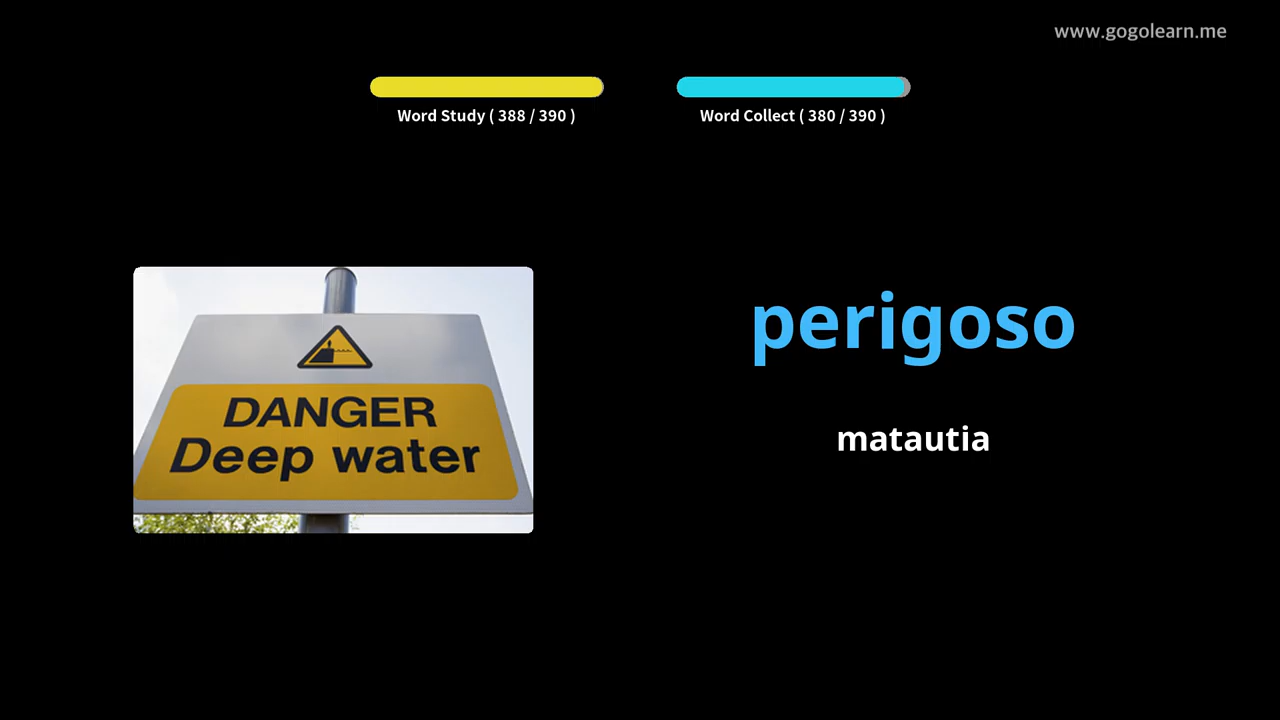 www.gogolearn.me
Word Study ( 388 / 390 )
Word Collect ( 380 / 390 )
DANGER
Deep water
perigoso
matautia